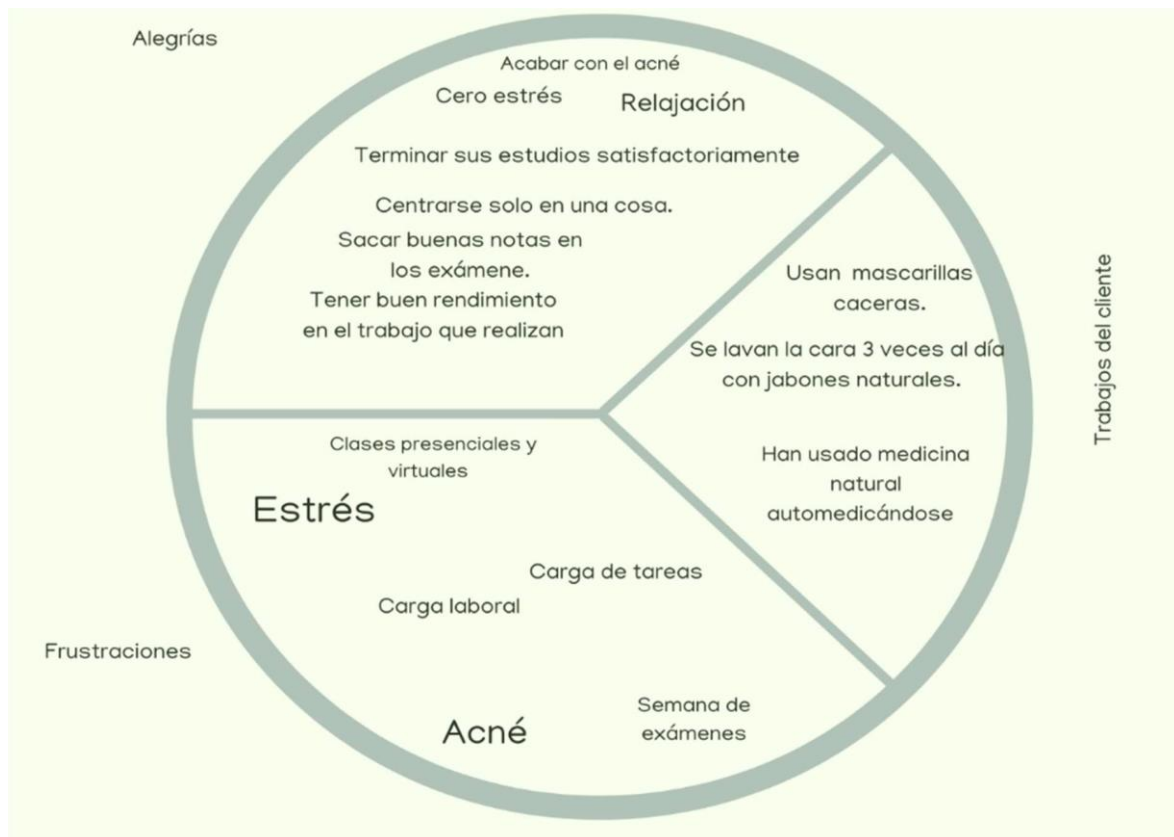 Alegrías
Acabar con el acné
Cero estrés
Relajación
Terminar sus estudios satisfactoriamente
Centrarse solo en una cosa.
Sacar buenas notas en
los exámene.
Tener buen rendimiento
en el trabajo que realizan
Usan mascarillas
caceras.
Se lavan la cara 3 veces al día
con jabones naturales.
Han usado medicina
natural
automedicándose
Trabajos del cliente
Clases presenciales y
virtuales
Estrés
Carga de tareas
Carga laboral
Frustraciones
Acné
Semana de
exámenes